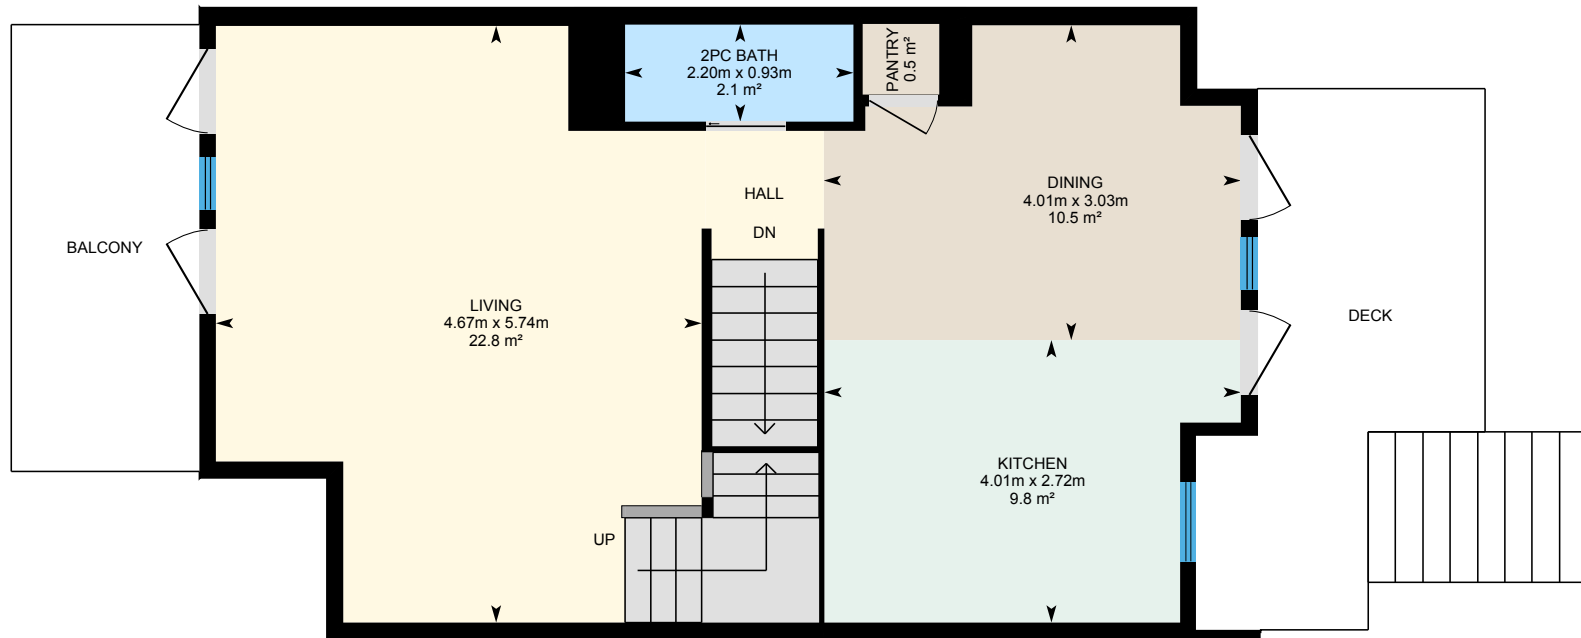 BALCONY
LIVING
4.67m x 5.74m
22.8 m²
2PC BATH
2.20m x 0.93m
2.1 m²
PANTRY
0.5 m²
HALL
DN
UP
DINING
4.01m x 3.03m
10.5 m²
KITCHEN
4.01m x 2.72m
9.8 m²
DECK